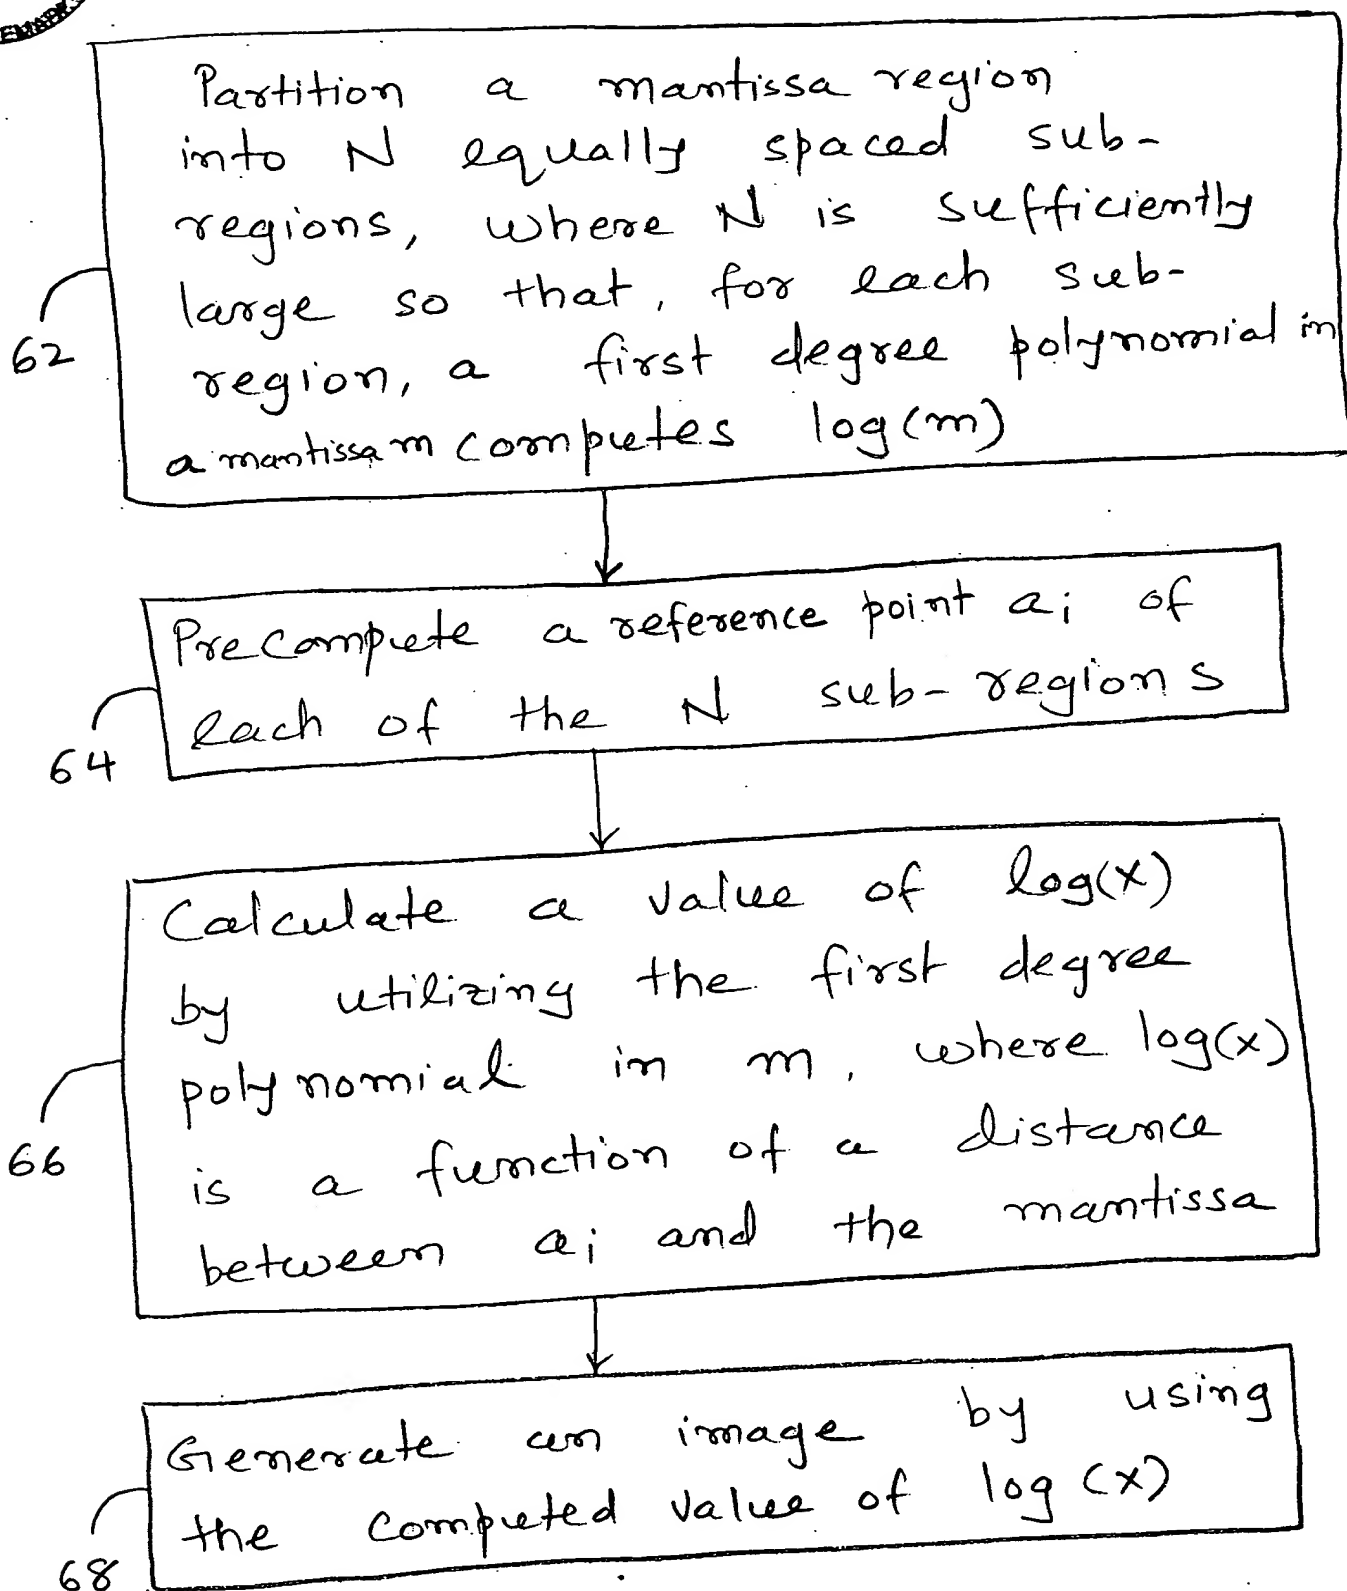 Partition a mantissa region
into N equally spaced sub-
regions, where N is sufficiently
large so that, for each sub-
region, a first degree polynomial in
a mantissa m computes log(m)
62
Precompute a reference point ai of
each of the N sub-regions
64
Calculate a value of log(x)
by utilizing the first degree
polynomial in m, where log(x)
is a function of a distance
between ai and the mantissa
66
Generate an image by using
the computed value of log(x)
68